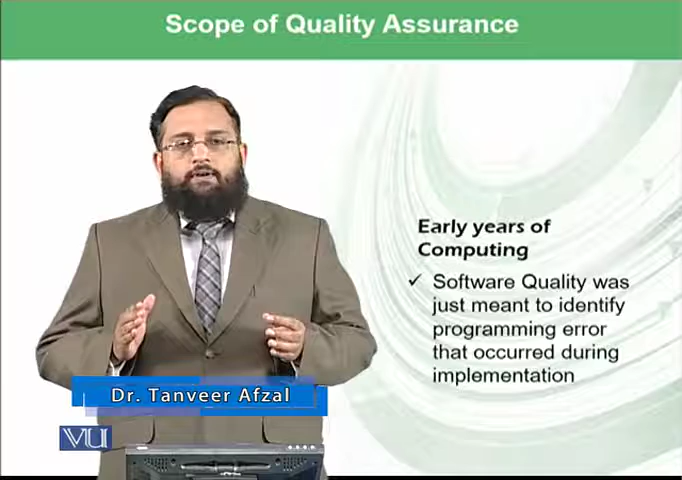 Scope of Quality Assurance
Early years of
Computing
✓ Software Quality was
just meant to identify
programming error
that occurred during
implementation
Dr. Tanveer Afzal
VU